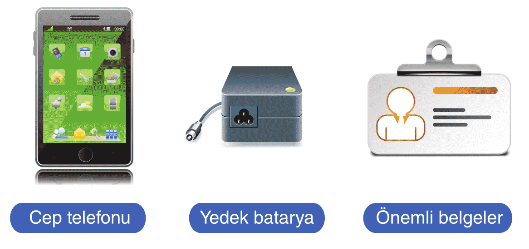 Cep telefonu
Yedek batarya
Önemli belgeler